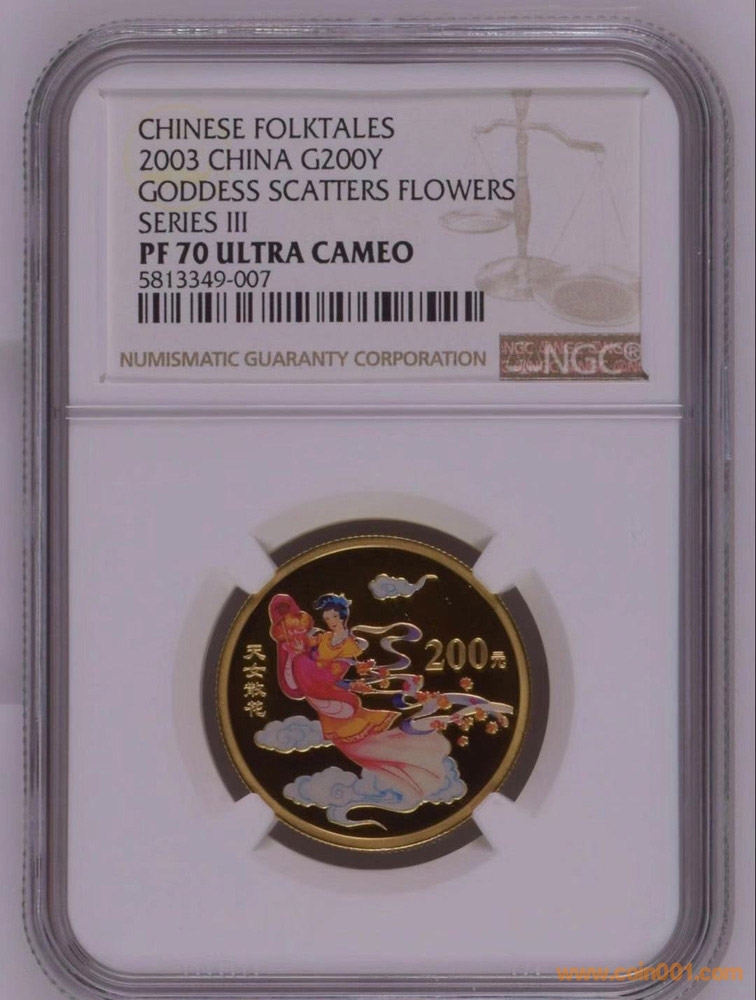 CHINESE FOLKTALES
2003 CHINA G200Y
GODDESS SCATTERS FLOWERS
SERIES III
PF 70 ULTRA CAMEO
5813349-007
NUMISMATIC GUARANTY CORPORATION
NGC®
天女散花
200元
www.coin001.com